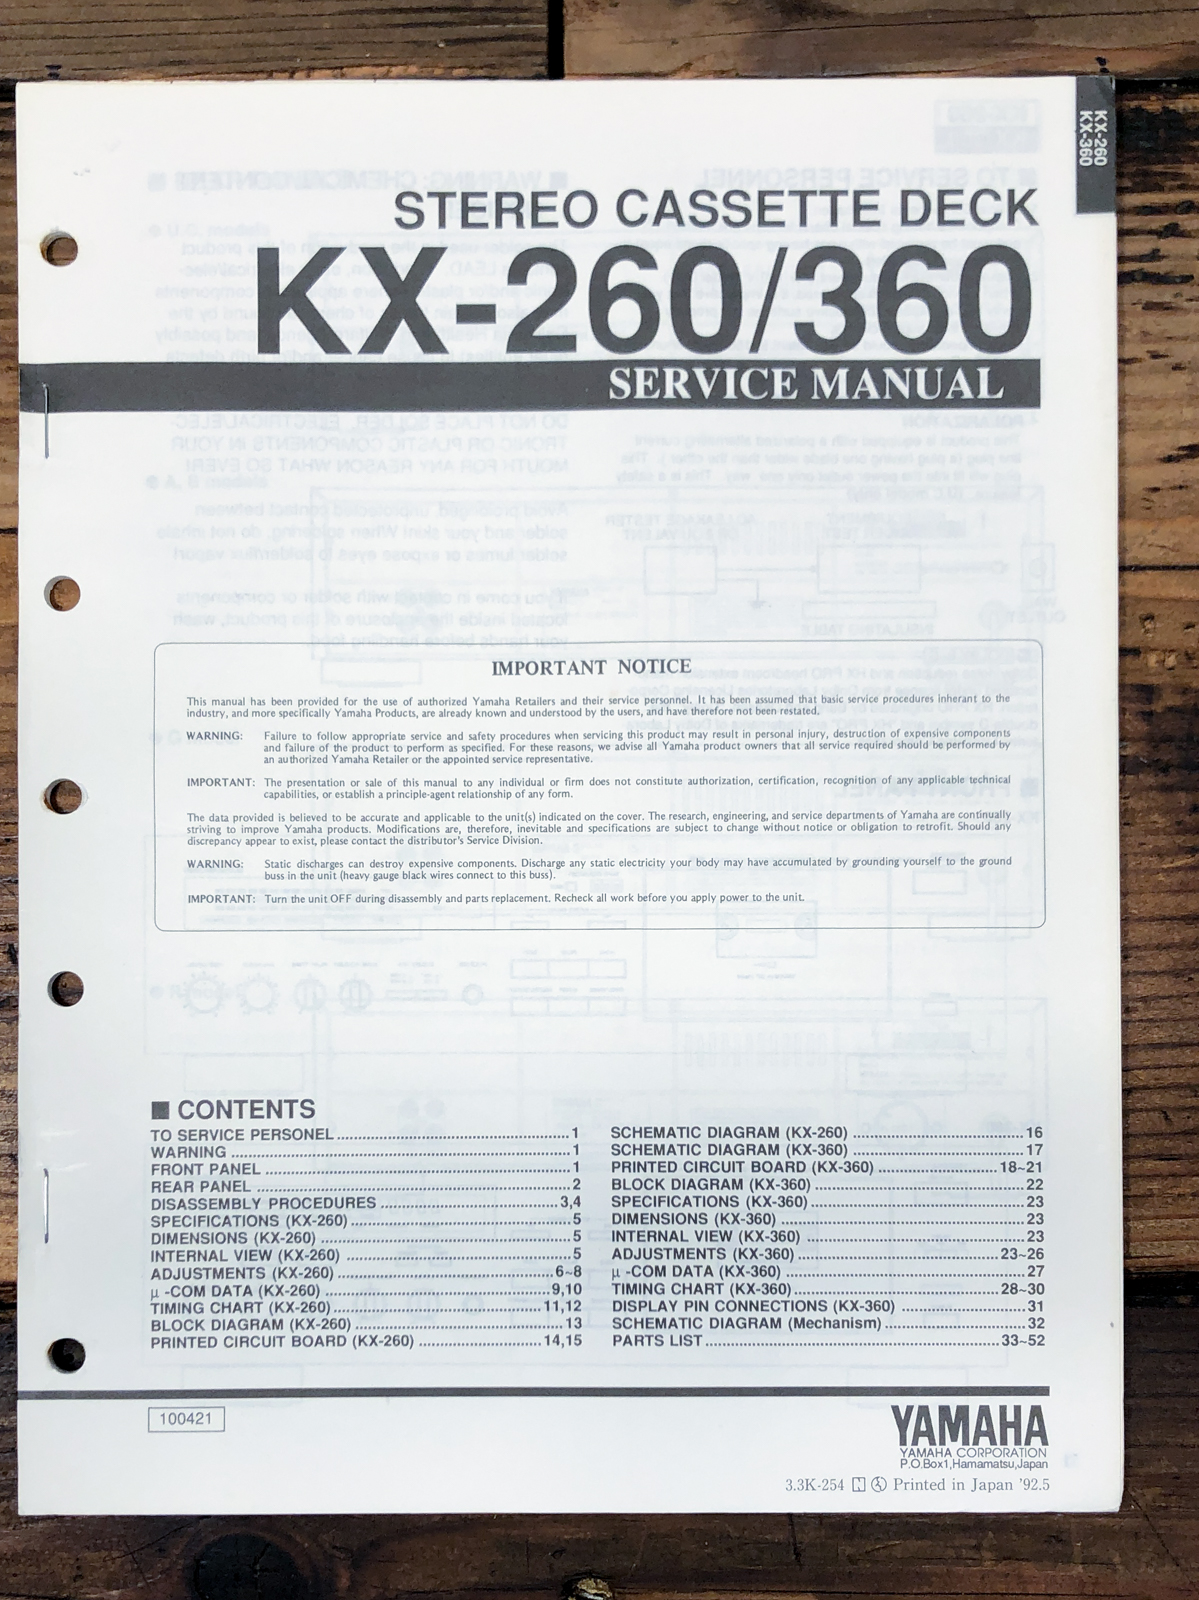 KX-260
KX-360
STEREO CASSETTE DECK
KX-260/360
SERVICE MANUAL
IMPORTANT NOTICE
This manual has been provided for the use of authorized Yamaha Retailers and their service personnel. It has been assumed that basic service procedures inherant to the
industry, and more specifically Yamaha Products, are already known and understood by the users, and have therefore not been restated.
WARNING: Failure to follow appropriate service and safety procedures when servicing this product may result in personal injury, destruction of expensive components
and failure of the product to perform as specified. For these reasons, we advise all Yamaha product owners that all service required should be performed by
an authorized Yamaha Retailer or the appointed service representative.
IMPORTANT: The presentation or sale of this manual to any individual or firm does not constitute authorization, certification, recognition of any applicable technical
capabilities, or establish a principle-agent relationship of any form.
The data provided is believed to be accurate and applicable to the unit(s) indicated on the cover. The research, engineering, and service departments of Yamaha are continually
striving to improve Yamaha products. Modifications are, therefore, inevitable and specifications are subject to change without notice or obligation to retrofit. Should any
discrepancy appear to exist, please contact the distributor's Service Division.
WARNING: Static discharges can destroy expensive components. Discharge any static electricity your body may have accumulated by grounding yourself to the ground
buss in the unit (heavy gauge black wires connect to this buss).
IMPORTANT: Turn the unit OFF during disassembly and parts replacement. Recheck all work before you apply power to the unit.
■ CONTENTS
TO SERVICE PERSONEL 1
WARNING 1
FRONT PANEL 1
REAR PANEL 2
DISASSEMBLY PROCEDURES 3,4
SPECIFICATIONS (KX-260) 5
DIMENSIONS (KX-260) 5
INTERNAL VIEW (KX-260) 5
ADJUSTMENTS (KX-260) 6~8
μ -COM DATA (KX-260) 9,10
TIMING CHART (KX-260) 11,12
BLOCK DIAGRAM (KX-260) 13
PRINTED CIRCUIT BOARD (KX-260) 14,15
SCHEMATIC DIAGRAM (KX-260) 16
SCHEMATIC DIAGRAM (KX-360) 17
PRINTED CIRCUIT BOARD (KX-360) 18~21
BLOCK DIAGRAM (KX-360) 22
SPECIFICATIONS (KX-360) 23
DIMENSIONS (KX-360) 23
INTERNAL VIEW (KX-360) 23
ADJUSTMENTS (KX-360) 23~26
μ -COM DATA (KX-360) 27
TIMING CHART (KX-360) 28~30
DISPLAY PIN CONNECTIONS (KX-360) 31
SCHEMATIC DIAGRAM (Mechanism) 32
PARTS LIST 33~52
100421
YAMAHA
YAMAHA CORPORATION
P.O.Box1,Hamamatsu,Japan
3.3K-254 Printed in Japan '92.5